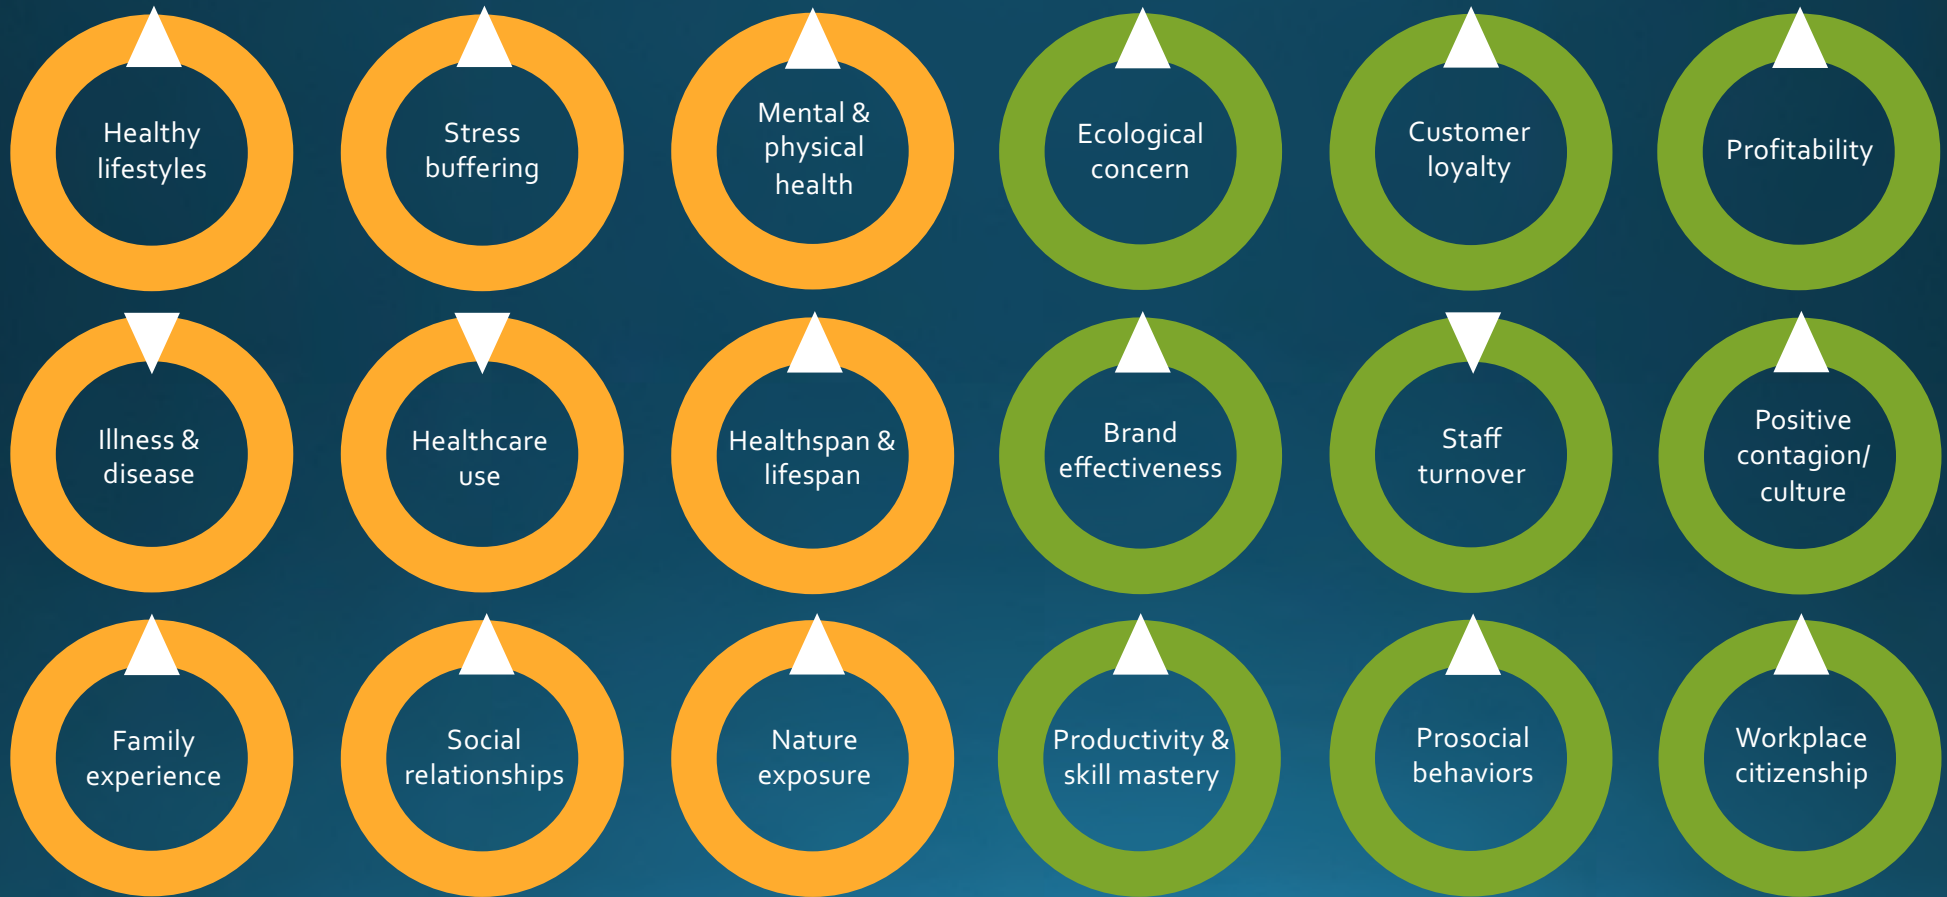 Healthy
lifestyles
Stress
buffering
Mental &
physical
health
Ecological
concern
Customer
loyalty
Profitability
Illness &
disease
Healthcare
use
Healthspan &
lifespan
Brand
effectiveness
Staff
turnover
Positive
contagion/
culture
Family
experience
Social
relationships
Nature
exposure
Productivity &
skill mastery
Prosocial
behaviors
Workplace
citizenship